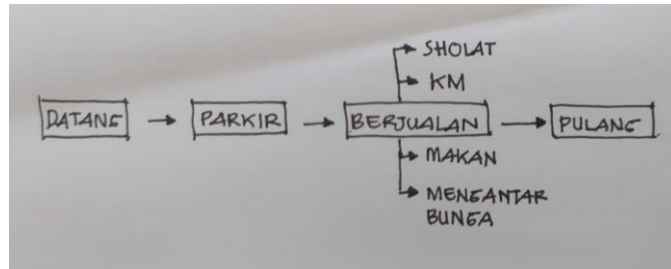 SHOLAT
KM
DATANG → PARKIR → BERJUALAN → PULANG
MAKAN
MENGANTAR
BUNGA